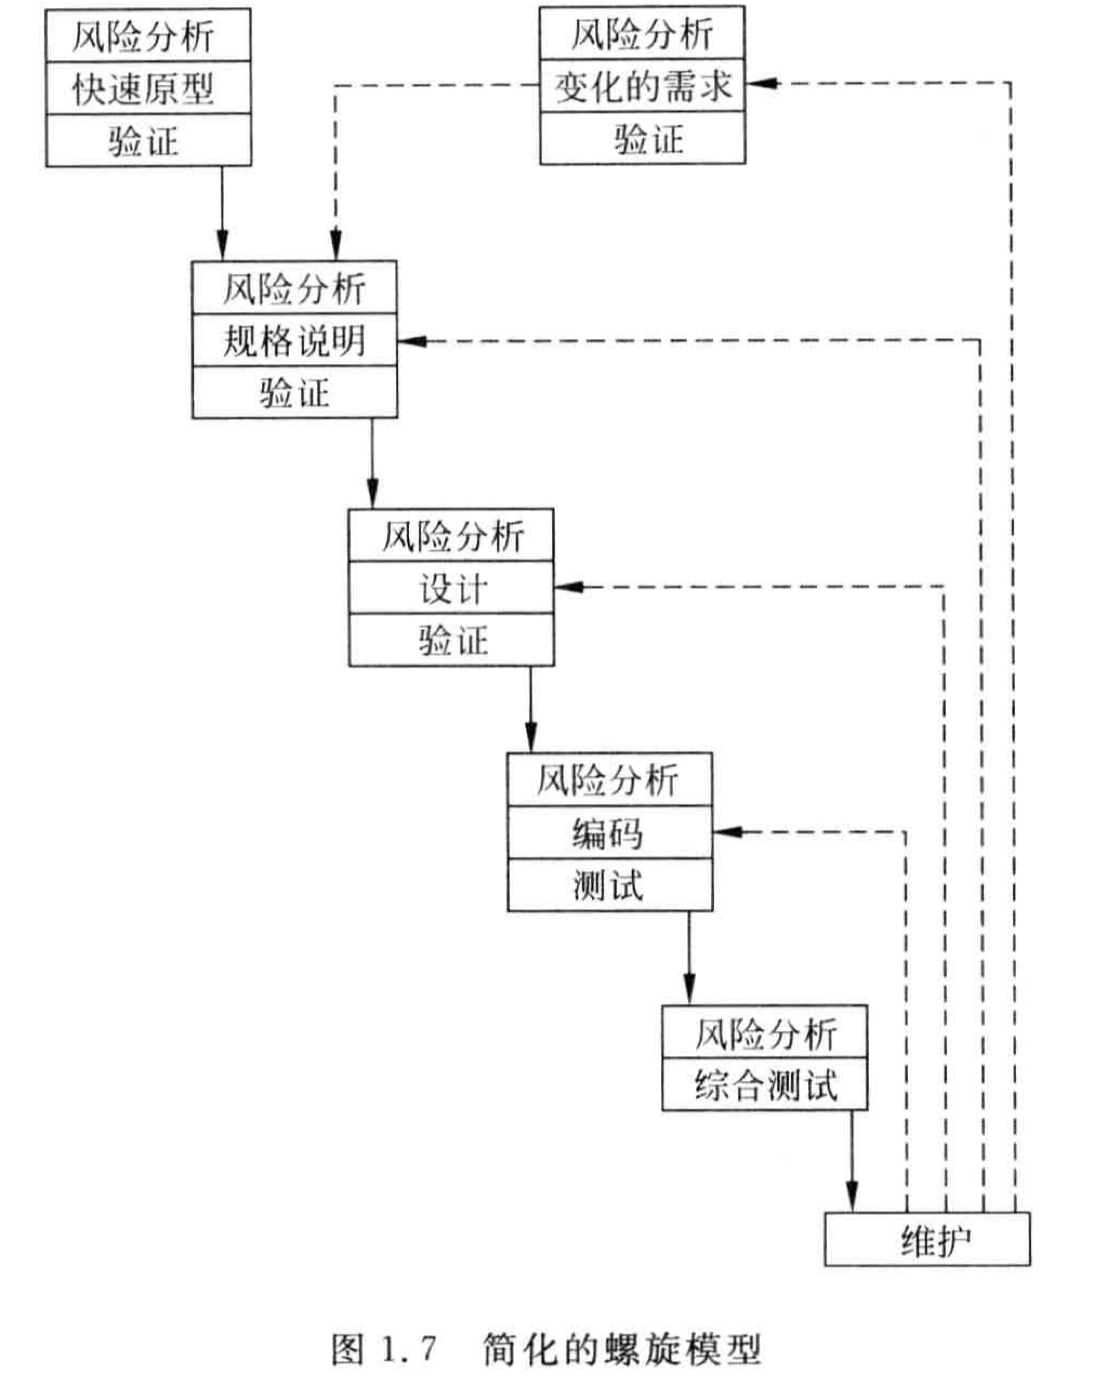 风险分析
快速原型
验证
风险分析
变化的需求
验证
风险分析
规格说明
验证
风险分析
设计
验证
风险分析
编码
测试
风险分析
综合测试
维护
图 1.7 简化的螺旋模型